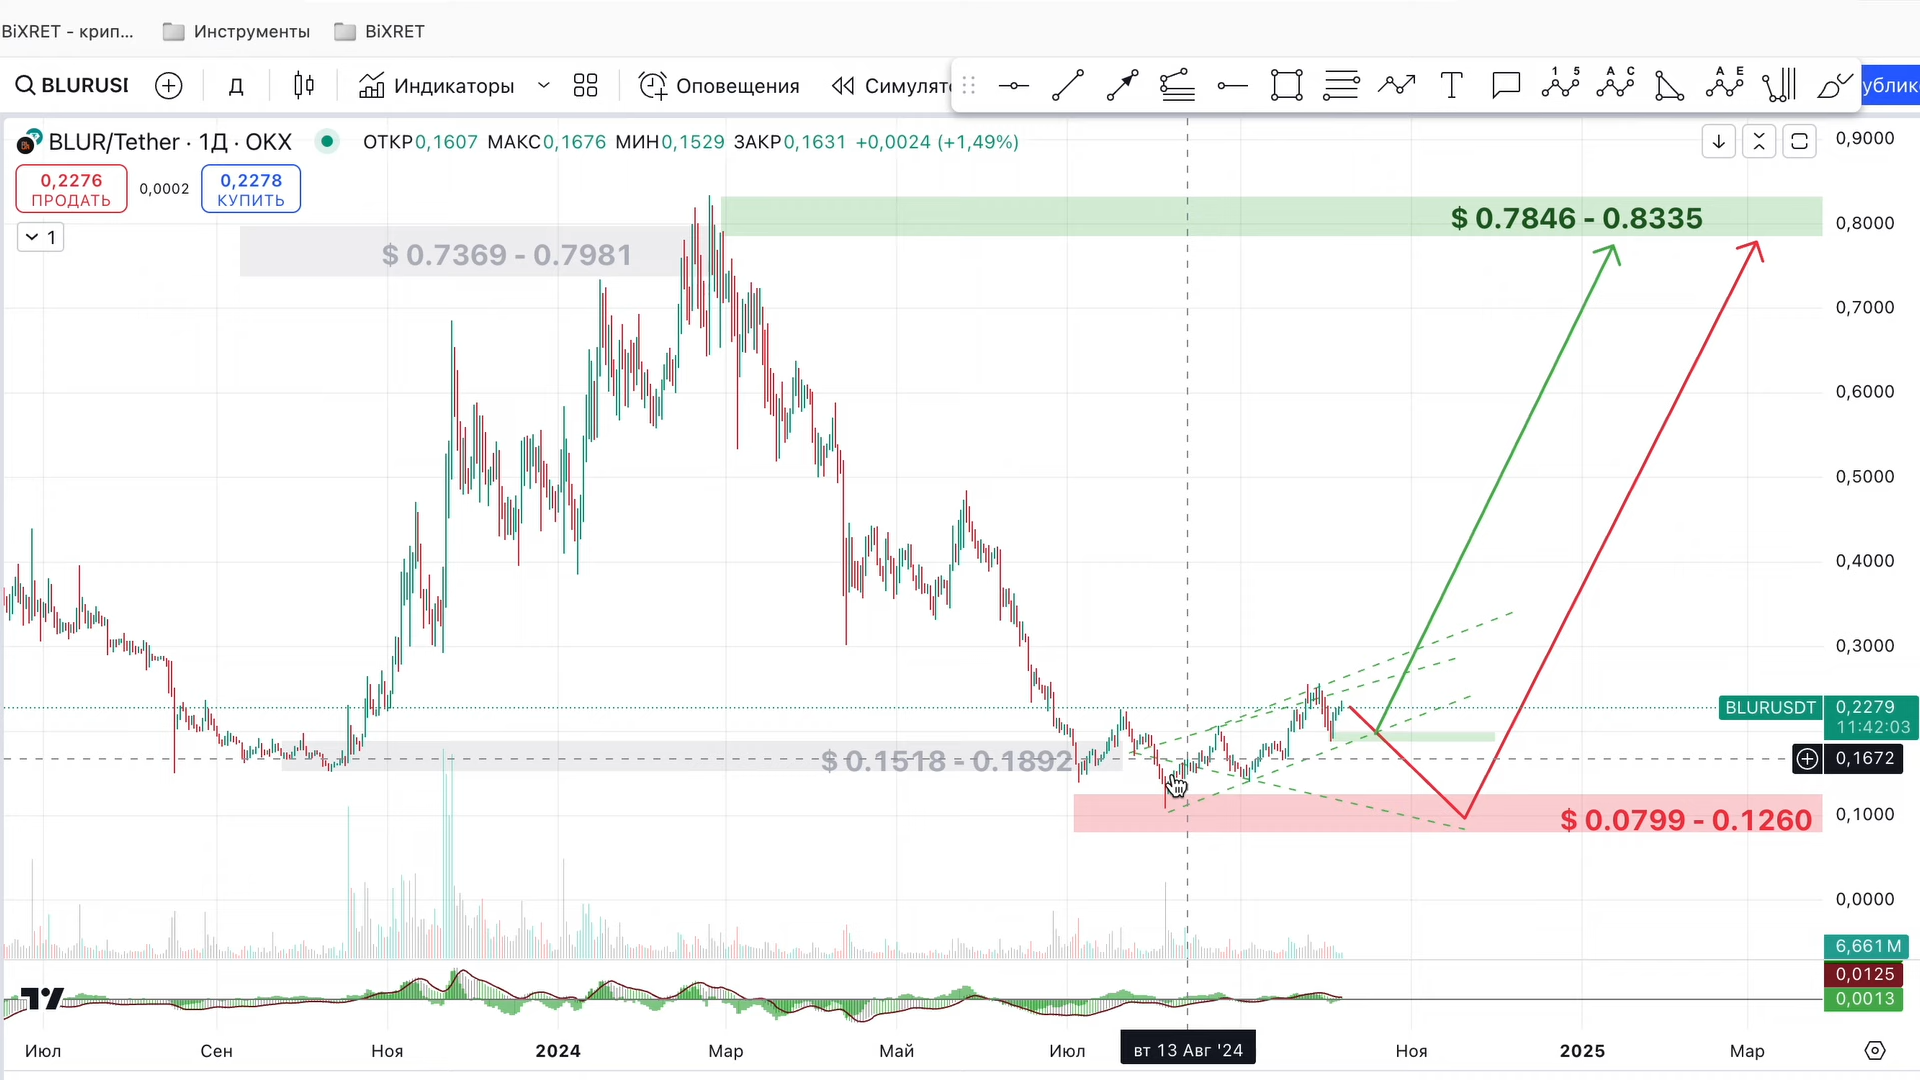 BiXRET - крип... Инструменты BiXRET
BLURUSI Д Индикаторы Оповещения Симулят 1 5 A C A E ублик
BLUR/Tether · 1Д · OKX ОТКР0,1607 МАКС0,1676 МИН0,1529 ЗАКР0,1631 +0,0024 (+1,49%)
0,2276 ПРОДАТЬ 0,0002 0,2278 КУПИТЬ
1
$ 0.7846 - 0.8335
$ 0.7369 - 0.7981
$ 0.1518 - 0.1892
$ 0.0799 - 0.1260
0,9000
0,8000
0,7000
0,6000
0,5000
0,4000
0,3000
BLURUSDT 0,2279
11:42:03
0,1672
0,1000
0,0000
6,661 M
0,0125
0,0013
Июл Сен Ноя 2024 Мар Май Июл вт 13 Авг '24 Ноя 2025 Мар